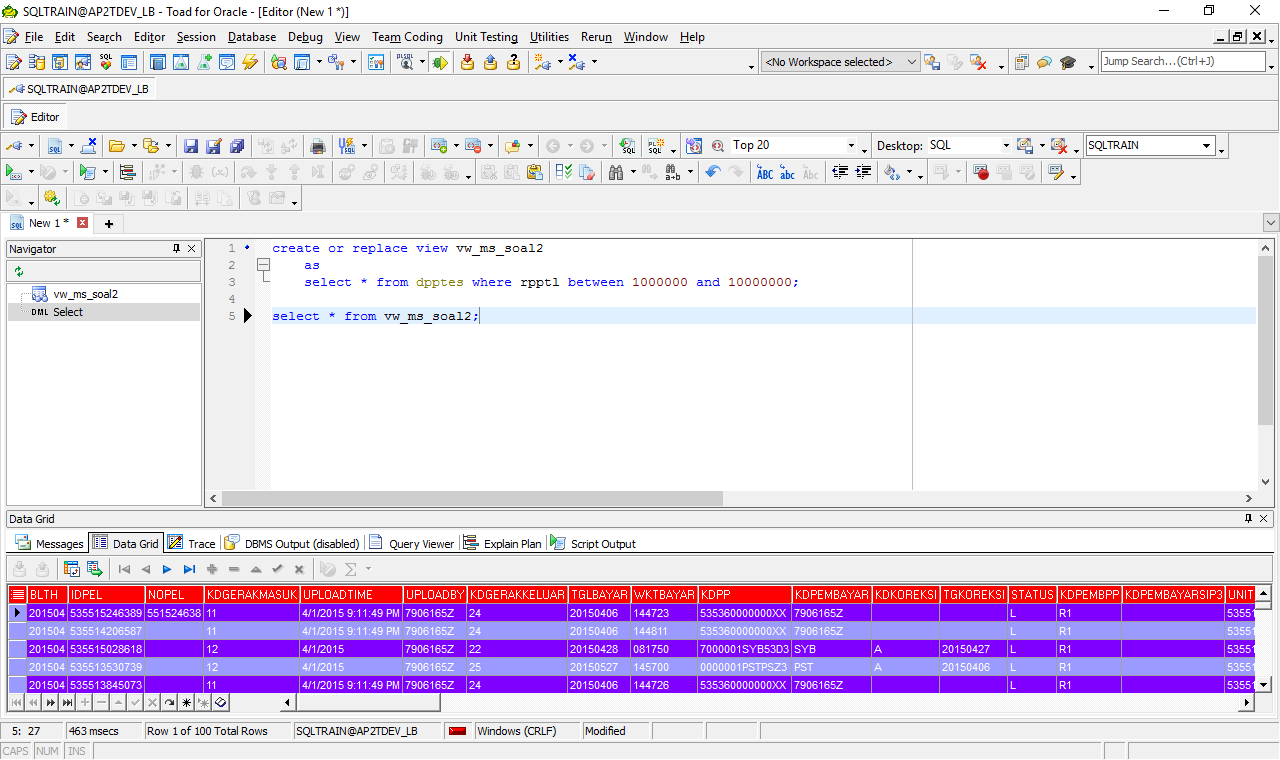 SQLTRAIN@AP2TDEV_LB - Toad for Oracle - [Editor (New 1 *)]
File Edit Search Editor Session Database Debug View Team Coding Unit Testing Utilities Rerun Window Help
SQL <No Workspace selected> Jump Search...(Ctrl+J)
SQLTRAIN@AP2TDEV_LB
Editor
Top 20 Desktop: SQL SQLTRAIN
ABC abc Abc
New 1 * +
Navigator
vw_ms_soal2
DML Select
1 create or replace view vw_ms_soal2
2 as
3 select * from dpptes where rpptl between 1000000 and 10000000;
4
5 select * from vw_ms_soal2;
Data Grid
Messages Data Grid Trace DBMS Output (disabled) Query Viewer Explain Plan Script Output
BLTH IDPEL NOPEL KDGERAKMASUK UPLOADTIME UPLOADBY KDGERAKKELUAR TGLBAYAR WKTBAYAR KDPP KDPEMBAYAR KDKOREKSI TGKOREKSI STATUS KDPEMBPP KDPEMBAYARSIP3 UNIT
201504 535515246389 551524638 11 4/1/2015 9:11:49 PM 7906165Z 24 20150406 144723 535360000000XX 7906165Z L R1 53551
201504 535514206587 11 4/1/2015 9:11:49 PM 7906165Z 24 20150406 144811 535360000000XX 7906165Z L R1 53551
201504 535515028618 12 4/1/2015 7906165Z 22 20150428 081750 7000001SYB53D3 SYB A 20150427 L R1 53551
201504 535513530739 12 4/1/2015 7906165Z 25 20150527 145700 0000001PSTPSZ3 PST A 20150406 L R1 53551
201504 535513845073 11 4/1/2015 9:11:49 PM 7906165Z 24 20150406 144726 535360000000XX 7906165Z L R1 53551
5: 27 463 msecs Row 1 of 100 Total Rows SQLTRAIN@AP2TDEV_LB Windows (CRLF) Modified
CAPS NUM INS